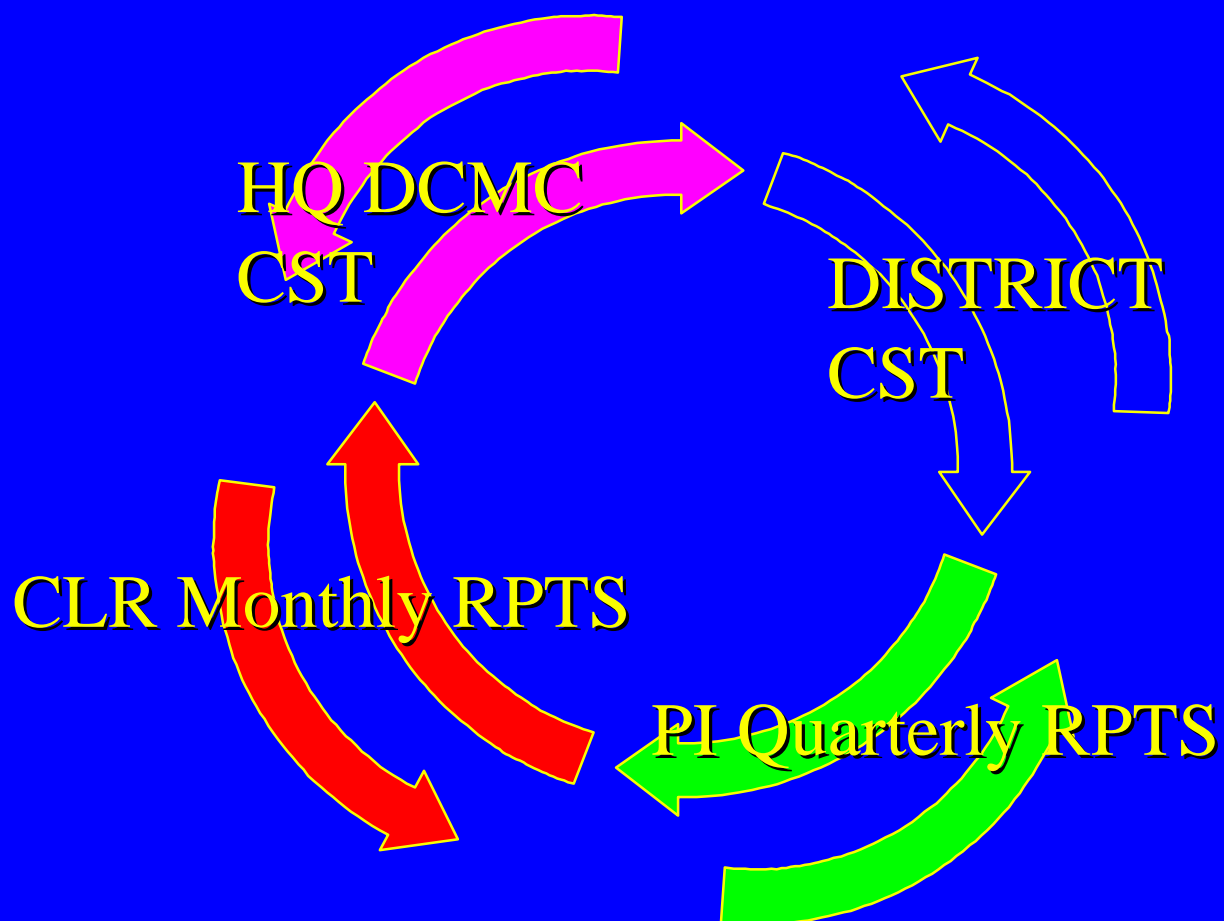 HQ DCMC
CST
DISTRICT
CST
CLR Monthly RPTS
PI Quarterly RPTS